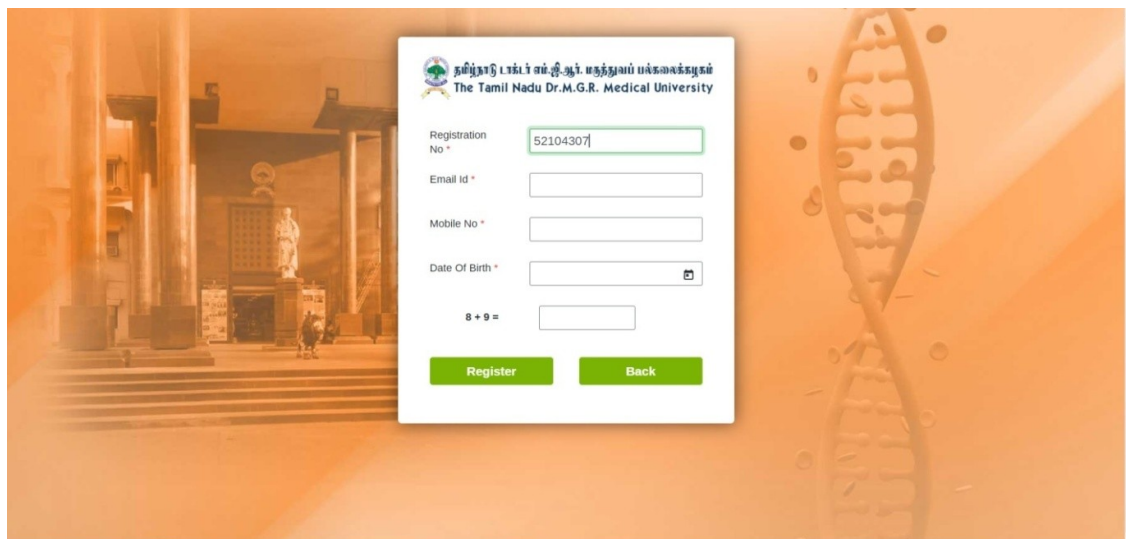 தமிழ்நாடு டாக்டர் எம்.ஜி.ஆர். மருத்துவப் பல்கலைக்கழகம்
The Tamil Nadu Dr.M.G.R. Medical University
Registration
No *
52104307
Email Id *
Mobile No *
Date Of Birth *
8 + 9 =
Register
Back